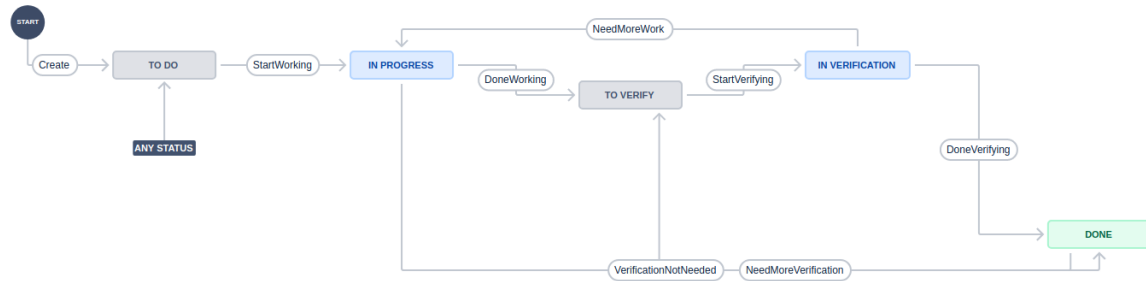 START
NeedMoreWork
Create
TO DO
StartWorking
IN PROGRESS
DoneWorking
TO VERIFY
StartVerifying
IN VERIFICATION
ANY STATUS
DoneVerifying
DONE
VerificationNotNeeded
NeedMoreVerification